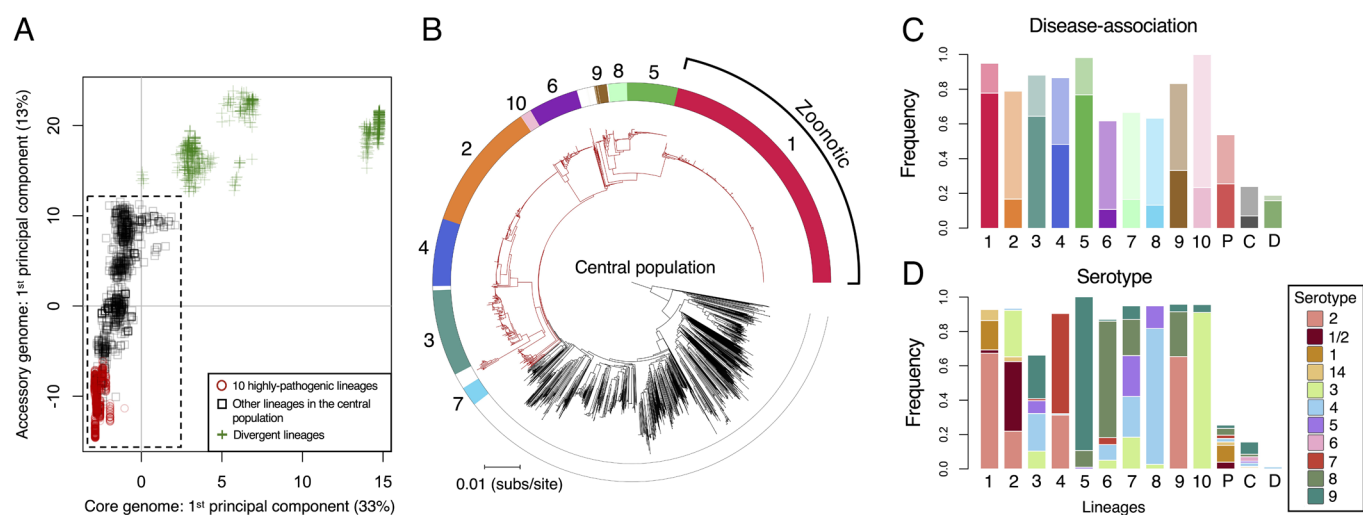 A
Accessory genome: 1st principal component (13%)
20
10
0
-10
0
5
10
15
Core genome: 1st principal component (33%)
10 highly-pathogenic lineages
Other lineages in the central
population
Divergent lineages
B
Zoonotic
1
5
8
9
6
10
2
4
3
7
Central population
0.01 (subs/site)
C
Disease-association
Frequency
1.0
0.8
0.6
0.4
0.2
0.0
1 2 3 4 5 6 7 8 9 10 P C D
D
Serotype
Frequency
1.0
0.8
0.6
0.4
0.2
0.0
1 2 3 4 5 6 7 8 9 10 P C D
Lineages
Serotype
2
1/2
1
14
3
4
5
6
7
8
9